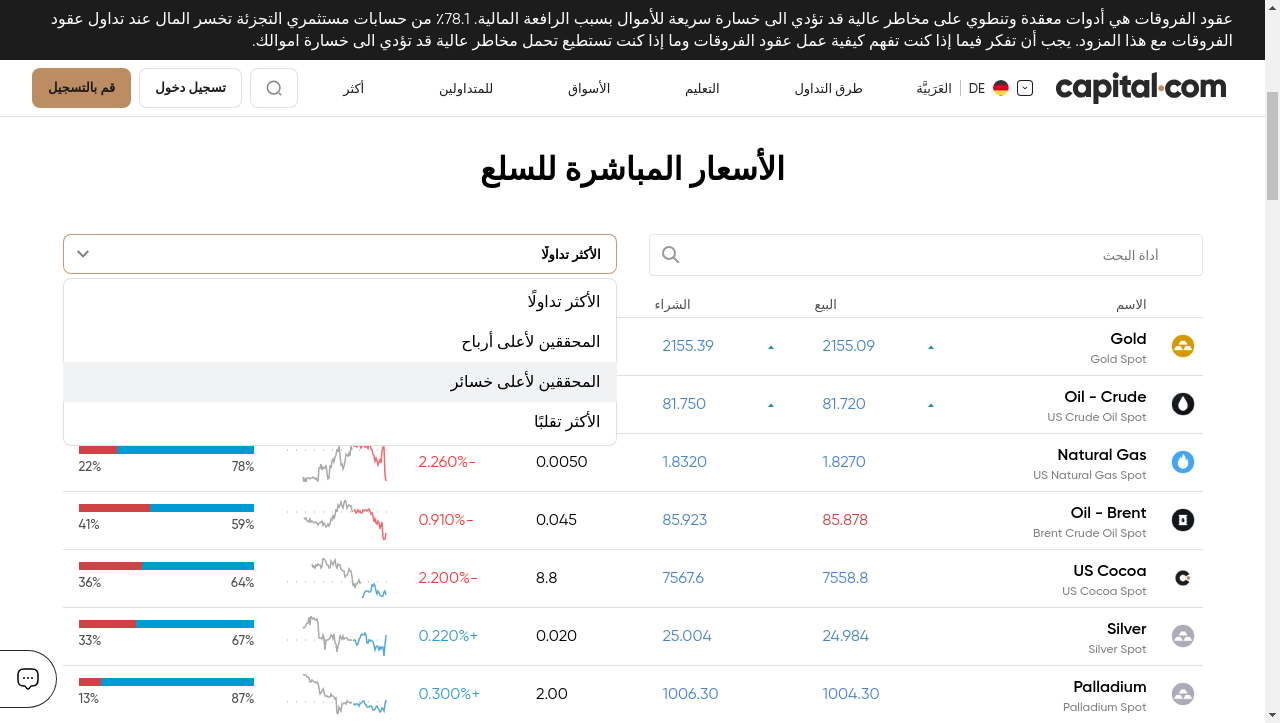 عقود الفروقات هي أدوات معقدة وتنطوي على مخاطر عالية قد تؤدي الى خسارة سريعة للأموال بسبب الرافعة المالية. 78.1٪ من حسابات مستثمري التجزئة تخسر المال عند تداول عقود
الفروقات مع هذا المزود. يجب أن تفكر فيما إذا كنت تفهم كيفية عمل عقود الفروقات وما إذا كنت تستطيع تحمل مخاطر عالية قد تؤدي الى خسارة اموالك.
capital.com DE العَرَبيَّة طرق التداول التعليم الأسواق للمتداولين أكثر تسجيل دخول قم بالتسجيل
الأسعار المباشرة للسلع
أداة البحث
الأكثر تداولًا
الأكثر تداولًا
المحققين لأعلى أرباح
المحققين لأعلى خسائر
الأكثر تقلبًا
الاسم البيع الشراء
Gold 2155.09 2155.39
Gold Spot
Oil - Crude 81.720 81.750
US Crude Oil Spot
Natural Gas 1.8270 1.8320 0.0050 2.260%- 78% 22%
US Natural Gas Spot
Oil - Brent 85.878 85.923 0.045 0.910%- 59% 41%
Brent Crude Oil Spot
US Cocoa 7558.8 7567.6 8.8 2.200%- 64% 36%
US Cocoa Spot
Silver 24.984 25.004 0.020 0.220%+ 67% 33%
Silver Spot
Palladium 1004.30 1006.30 2.00 0.300%+ 87% 13%
Palladium Spot